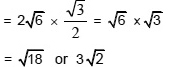 = 2√6 × √3/2 = √6 × √3
= √18 or 3√2